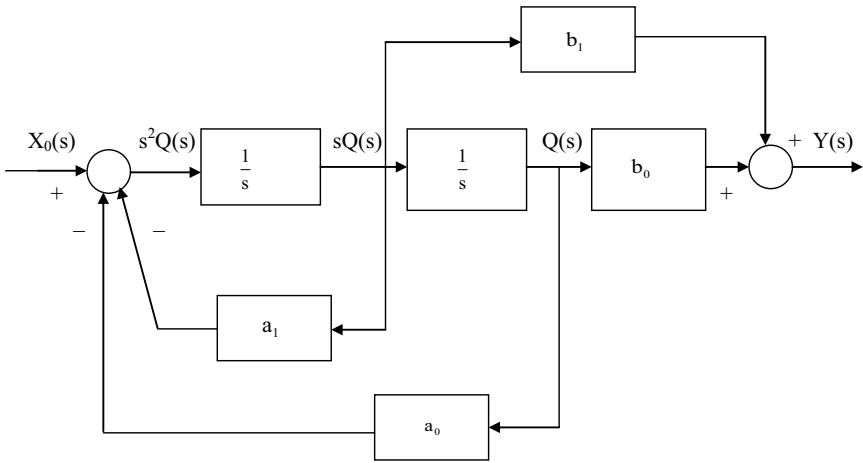 b₁
X₀(s)
s²Q(s)
sQ(s)
Q(s)
+
Y(s)
1
s
1
s
b₀
+
+
−
−
a₁
a₀